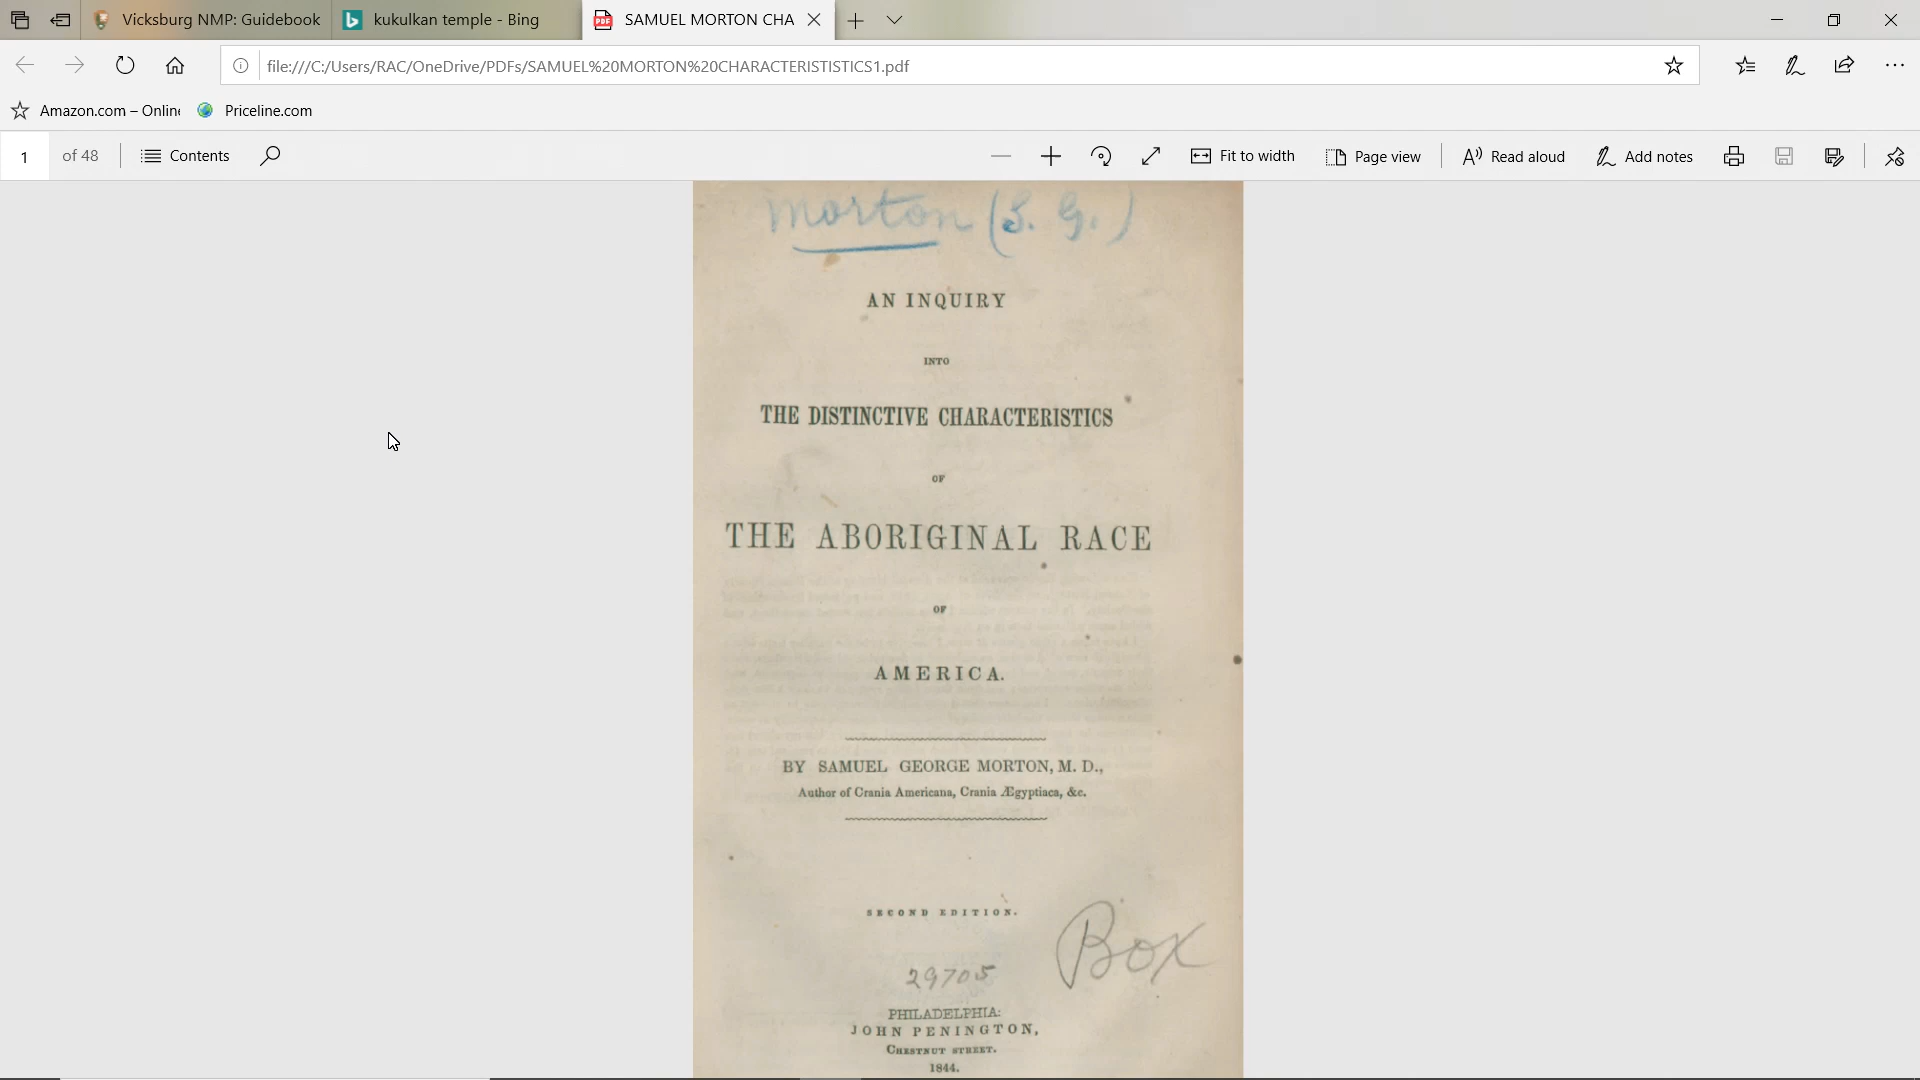 Vicksburg NMP: Guidebook kukulkan temple - Bing SAMUEL MORTON CHA
file:///C:/Users/RAC/OneDrive/PDFs/SAMUEL%20MORTON%20CHARACTERISTISTICS1.pdf
Amazon.com – Online Priceline.com
1 of 48 Contents Fit to width Page view Read aloud Add notes
Morton (S. G.)
AN INQUIRY
INTO
THE DISTINCTIVE CHARACTERISTICS
OF
THE ABORIGINAL RACE
OF
AMERICA.
BY SAMUEL GEORGE MORTON, M. D.,
Author of Crania Americana, Crania Ægyptiaca, &c.
SECOND EDITION.
Box
29705
PHILADELPHIA:
JOHN PENINGTON,
CHESTNUT STREET.
1844.